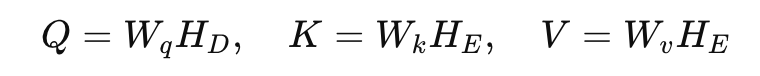 Q = W_q H_D,   K = W_k H_E,   V = W_v H_E